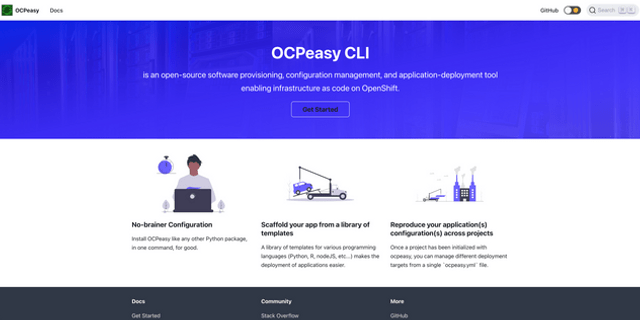 OCPeasy
Docs
GitHub
Search
OCPeasy CLI
is an open-source software provisioning, configuration management, and application-deployment tool
enabling infrastructure as code on OpenShift.
Get Started
No-brainer Configuration
Install OCPeasy like any other Python package,
in one command, for good.
Scaffold your app from a library of
templates
A library of templates for various programming
languages (Python, R, nodeJS, etc...) makes the
deployment of applications easier.
Reproduce your application(s)
configuration(s) across projects
Once a project has been initialized with
ocpeasy, you can manage different deployment
targets from a single `ocpeasy.yml` file.
Docs
Get Started
Community
Stack Overflow
More
GitHub